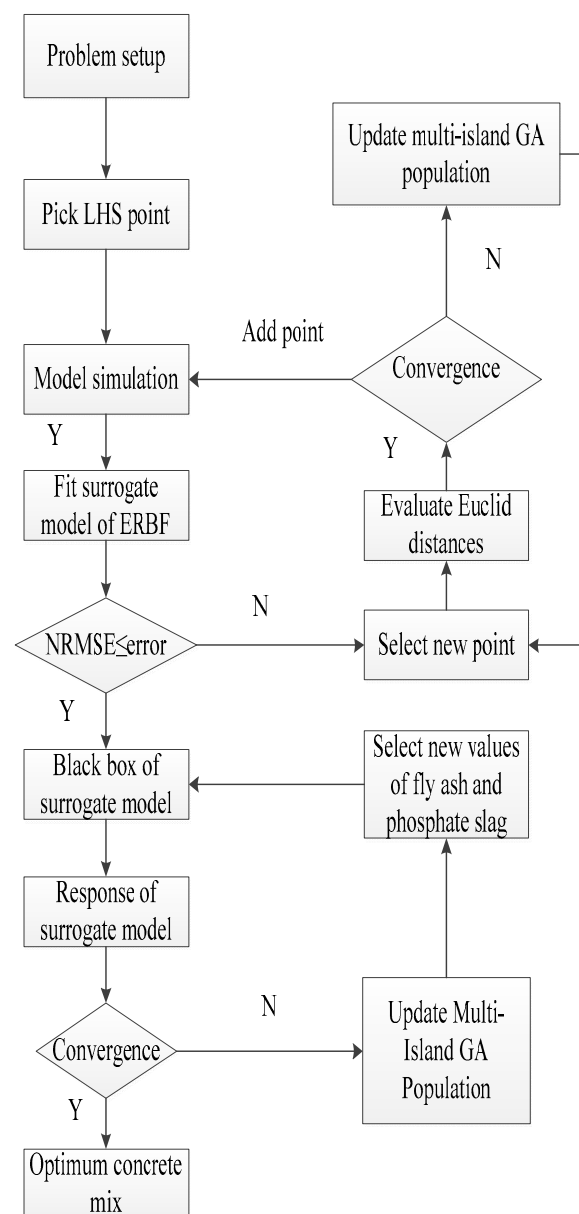 Problem setup
Update multi-island GA
population
Pick LHS point
N
Add point
Model simulation
Convergence
Y
Y
Fit surrogate
model of ERBF
Evaluate Euclid
distances
N
NRMSE≤error
Select new point
Y
Black box of
surrogate model
Select new values
of fly ash and
phosphate slag
Response of
surrogate model
N
Convergence
Update Multi-
Island GA
Population
Y
Optimum concrete
mix